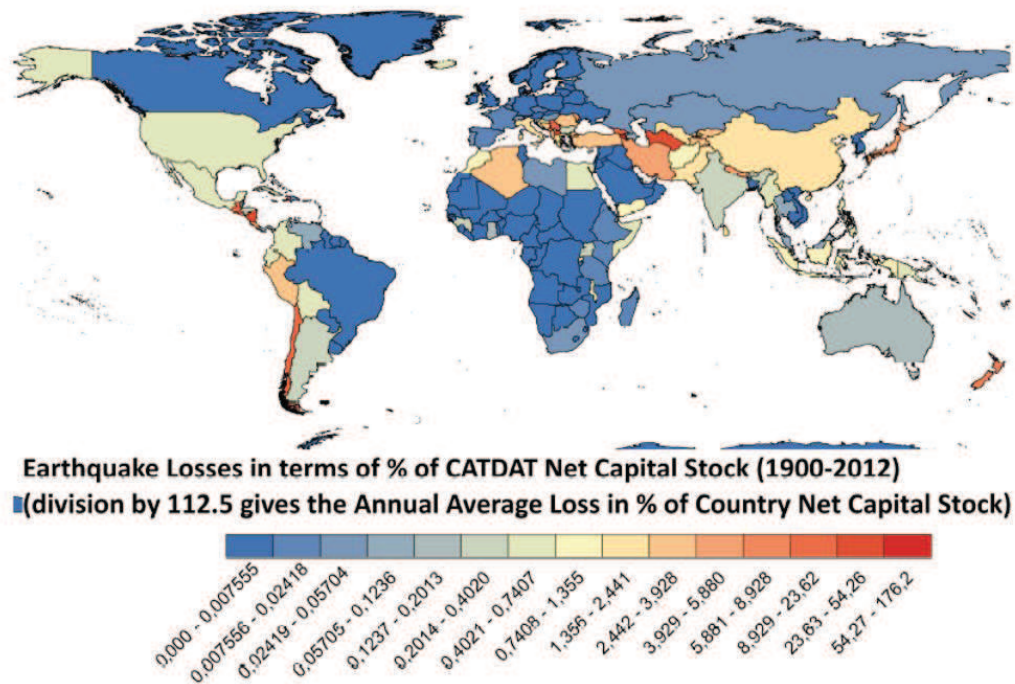 Earthquake Losses in terms of % of CATDAT Net Capital Stock (1900-2012)
(division by 112.5 gives the Annual Average Loss in % of Country Net Capital Stock)
0,000 - 0,007555
0,007556 - 0,02418
0,02419 - 0,05704
0,05705 - 0,1236
0,1237 - 0,2013
0,2014 - 0,4020
0,4021 - 0,7407
0,7408 - 1,355
1,356 - 2,441
2,442 - 3,928
3,929 - 5,880
5,881 - 8,928
8,929 - 23,62
23,63 - 54,26
54,27 - 176,2